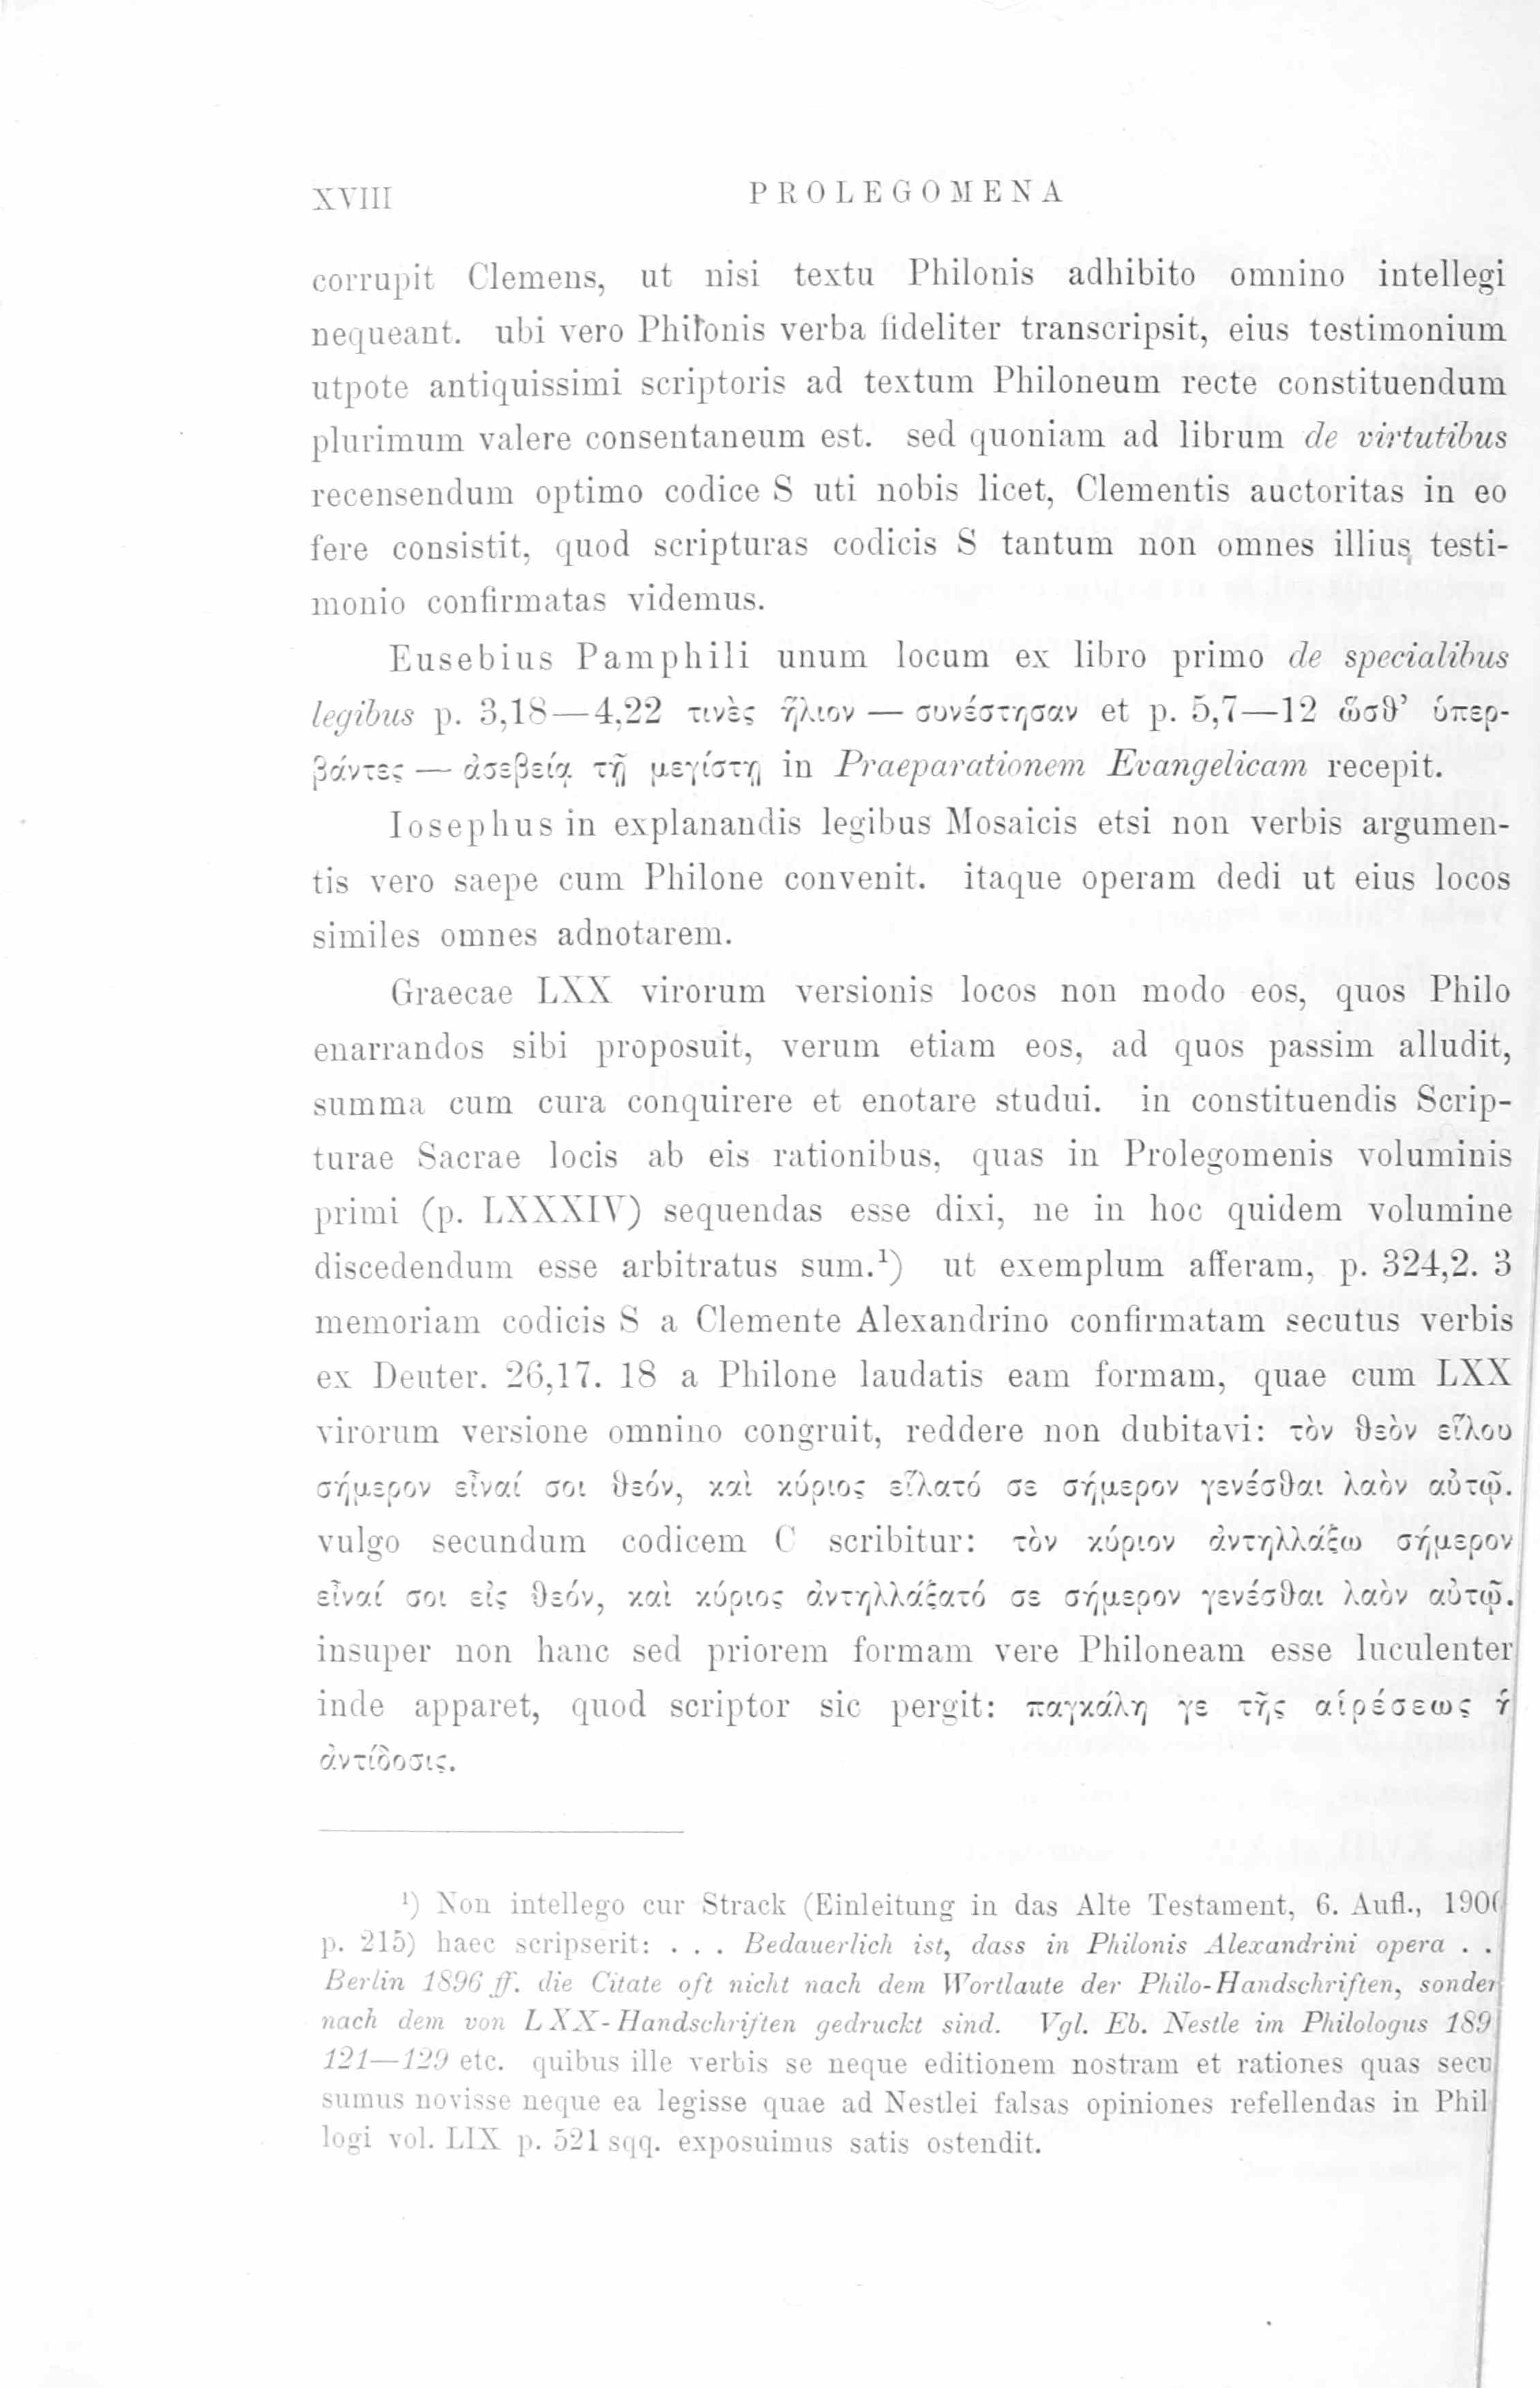 XVIII PROLEGOMENA
corrupit Clemens, ut nisi textu Philonis adhibito omnino intellegi
nequeant. ubi vero Philonis verba fideliter transcripsit, eius testimonium
utpote antiquissimi scriptoris ad textum Philoneum recte constituendum
plurimum valere consentaneum est. sed quoniam ad librum de virtutibus
recensendum optimo codice S uti nobis licet, Clementis auctoritas in eo
fere consistit, quod scripturas codicis S tantum non omnes illius testi-
monio confirmatas videmus.
Eusebius Pamphili unum locum ex libro primo de specialibus
legibus p. 3,18—4,22 τινὲς ἥλιον — συνέστησαν et p. 5,7—12 ὥσθ’ ὑπερ-
βάντες — ἀσεβείᾳ τῇ μεγίστῃ in Praeparationem Evangelicam recepit.
Iosephus in explanandis legibus Mosaicis etsi non verbis argumen-
tis vero saepe cum Philone convenit. itaque operam dedi ut eius locos
similes omnes adnotarem.
Graecae LXX virorum versionis locos non modo eos, quos Philo
enarrandos sibi proposuit, verum etiam eos, ad quos passim alludit,
summa cum cura conquirere et enotare studui. in constituendis Scrip-
turae Sacrae locis ab eis rationibus, quas in Prolegomenis voluminis
primi (p. LXXXIV) sequendas esse dixi, ne in hoc quidem volumine
discedendum esse arbitratus sum.¹) ut exemplum afferam, p. 324,2. 3
memoriam codicis S a Clemente Alexandrino confirmatam secutus verbis
ex Deuter. 26,17. 18 a Philone laudatis eam formam, quae cum LXX
virorum versione omnino congruit, reddere non dubitavi: τὸν θεὸν εἵλου
σήμερον εἶναί σοι θεόν, καὶ κύριος εἵλατό σε σήμερον γενέσθαι λαὸν αὐτῷ.
vulgo secundum codicem C scribitur: τὸν κύριον ἀντηλλάξω σήμερον
εἶναί σοι εἰς θεόν, καὶ κύριος ἀντηλλάξατό σε σήμερον γενέσθαι λαὸν αὐτῷ.
insuper non hanc sed priorem formam vere Philoneam esse luculenter
inde apparet, quod scriptor sic pergit: παγκάλη γε τῆς αἱρέσεως ἡ
ἀντίδοσις.
¹) Non intellego cur Strack (Einleitung in das Alte Testament, 6. Aufl., 190
p. 215) haec scripserit: . . . Bedauerlich ist, dass in Philonis Alexandrini opera . .
Berlin 1896 ff. die Citate oft nicht nach dem Wortlaute der Philo-Handschriften, sonder
nach dem von LXX-Handschriften gedruckt sind. Vgl. Eb. Nestle im Philologus 189
121—129 etc. quibus ille verbis se neque editionem nostram et rationes quas secu
sumus novisse neque ea legisse quae ad Nestlei falsas opiniones refellendas in Phil
logi vol. LIX p. 521 sqq. exposuimus satis ostendit.